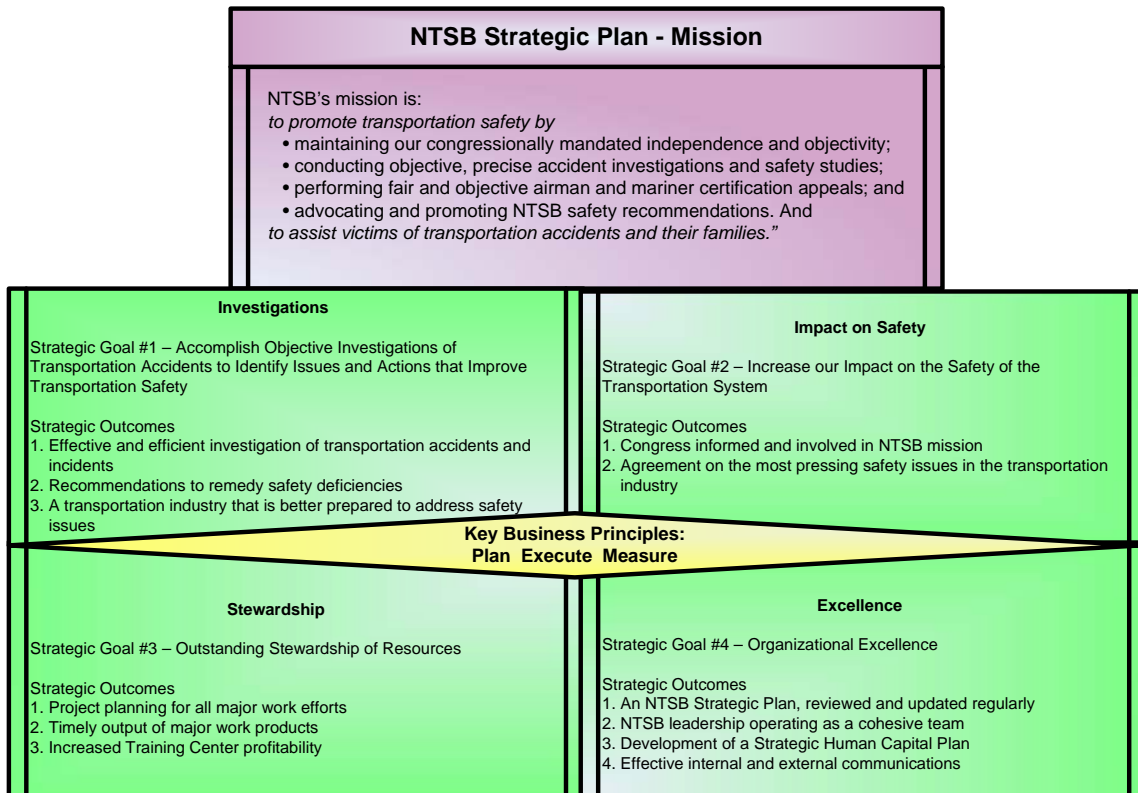 NTSB Strategic Plan - Mission
NTSB's mission is:
to promote transportation safety by
• maintaining our congressionally mandated independence and objectivity;
• conducting objective, precise accident investigations and safety studies;
• performing fair and objective airman and mariner certification appeals; and
• advocating and promoting NTSB safety recommendations. And
to assist victims of transportation accidents and their families.”
Investigations
Strategic Goal #1 – Accomplish Objective Investigations of
Transportation Accidents to Identify Issues and Actions that Improve
Transportation Safety
Strategic Outcomes
1. Effective and efficient investigation of transportation accidents and
incidents
2. Recommendations to remedy safety deficiencies
3. A transportation industry that is better prepared to address safety
issues
Impact on Safety
Strategic Goal #2 – Increase our Impact on the Safety of the
Transportation System
Strategic Outcomes
1. Congress informed and involved in NTSB mission
2. Agreement on the most pressing safety issues in the transportation
industry
Key Business Principles:
Plan Execute Measure
Stewardship
Strategic Goal #3 – Outstanding Stewardship of Resources
Strategic Outcomes
1. Project planning for all major work efforts
2. Timely output of major work products
3. Increased Training Center profitability
Excellence
Strategic Goal #4 – Organizational Excellence
Strategic Outcomes
1. An NTSB Strategic Plan, reviewed and updated regularly
2. NTSB leadership operating as a cohesive team
3. Development of a Strategic Human Capital Plan
4. Effective internal and external communications